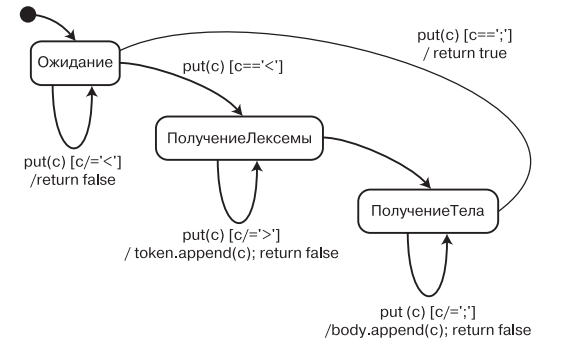 put(c) [c==';']
/ return true
Ожидание
put(c) [c=='<']
ПолучениеЛексемы
put(c) [c/='<']
/return false
ПолучениеТела
put(c) [c/='>']
/ token.append(c); return false
put (c) [c/=';']
/body.append(c); return false